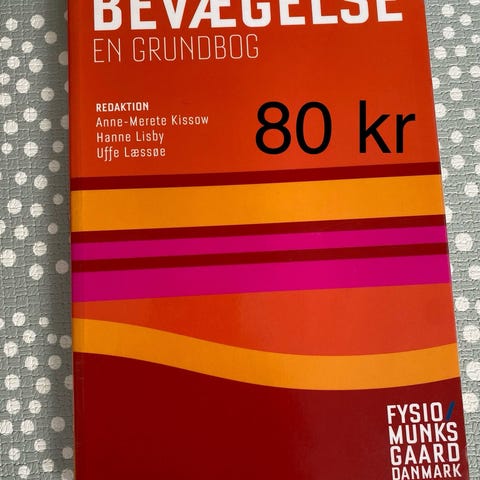 BEVÆGELSE
EN GRUNDBOG
REDAKTION
Anne-Merete Kissow
Hanne Lisby
Uffe Læssøe
80 kr
FYSIO/
MUNKS
GAARD
DANMARK